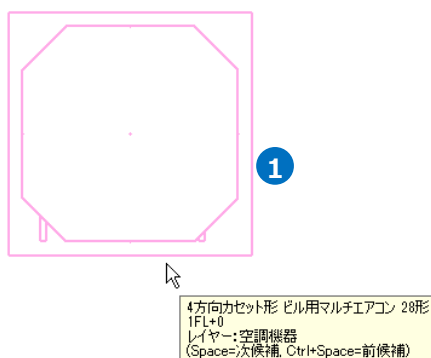 1
4方向カセット形 ビル用マルチエアコン 28形
1FL+0
レイヤー:空調機器
(Space=次候補, Ctrl+Space=前候補)